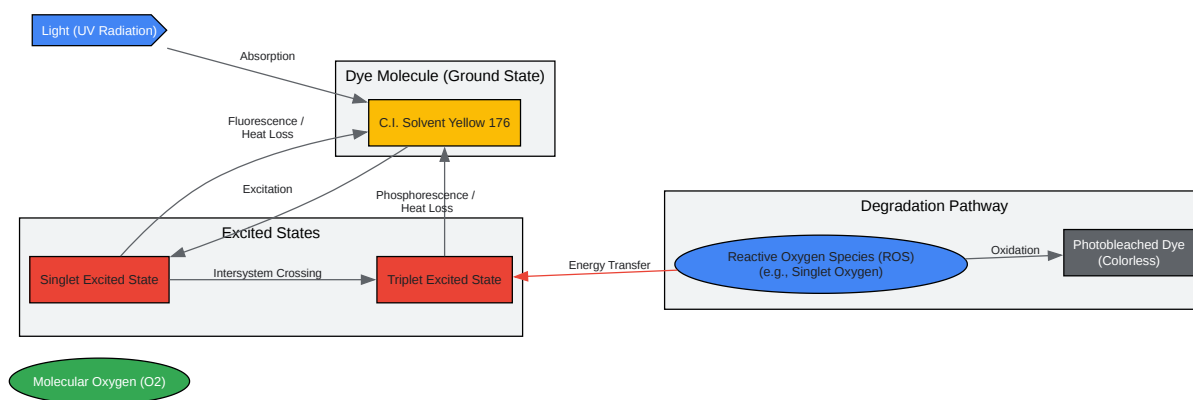 Light (UV Radiation)
Absorption
Dye Molecule (Ground State)
C.I. Solvent Yellow 176
Fluorescence /
Heat Loss
Excitation
Phosphorescence /
Heat Loss
Excited States
Singlet Excited State
Intersystem Crossing
Triplet Excited State
Energy Transfer
Degradation Pathway
Reactive Oxygen Species (ROS)
(e.g., Singlet Oxygen)
Oxidation
Photobleached Dye
(Colorless)
Molecular Oxygen (O2)